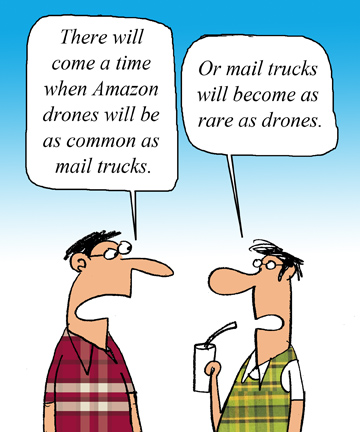 There will
come a time
when Amazon
drones will be
as common as
mail trucks.
Or mail trucks
will become as
rare as drones.